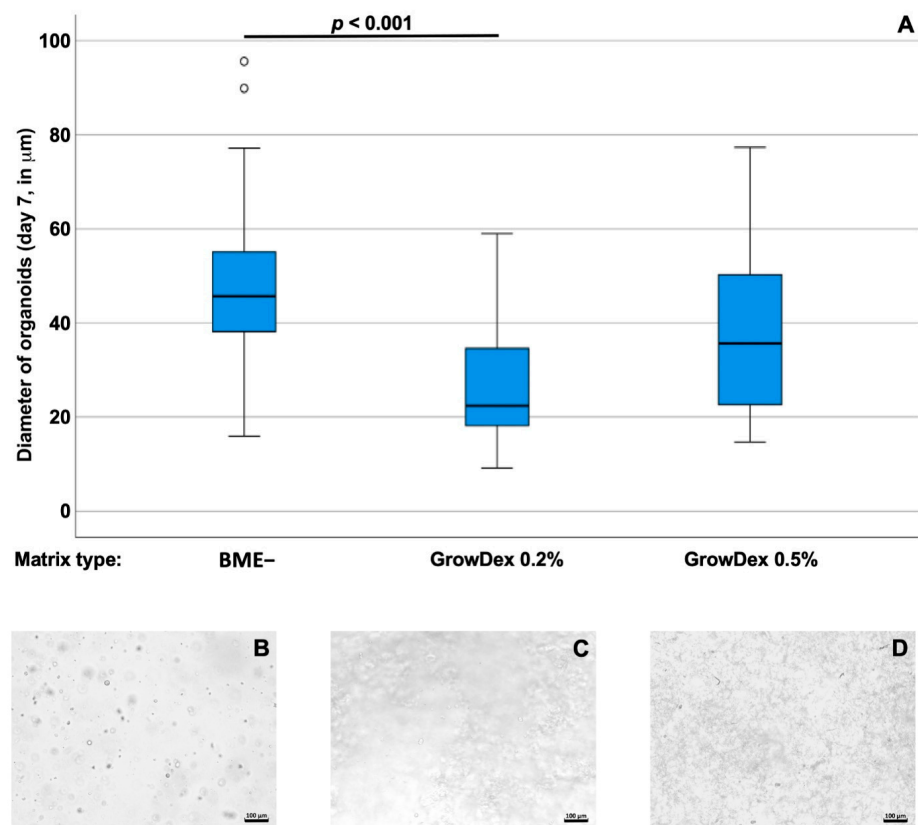 p < 0.001
A
100
80
60
40
20
0
Diameter of organoids (day 7, in μm)
Matrix type: BME– GrowDex 0.2% GrowDex 0.5%
B
C
D
100 μm
100 μm
100 μm